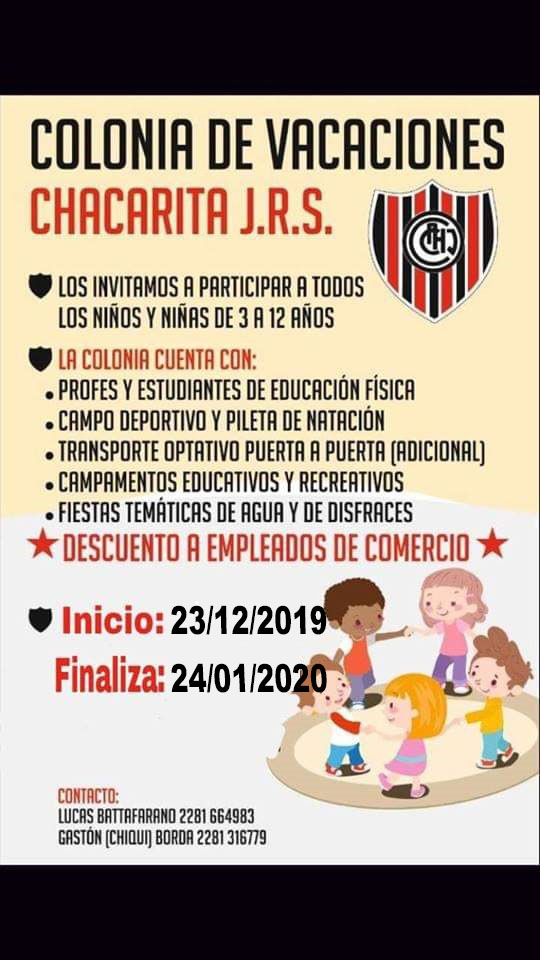 COLONIA DE VACACIONES
CHACARITA J.R.S.
LOS INVITAMOS A PARTICIPAR A TODOS
LOS NIÑOS Y NIÑAS DE 3 A 12 AÑOS
LA COLONIA CUENTA CON:
• PROFES Y ESTUDIANTES DE EDUCACIÓN FÍSICA
• CAMPO DEPORTIVO Y PILETA DE NATACIÓN
• TRANSPORTE OPTATIVO PUERTA A PUERTA (ADICIONAL)
• CAMPAMENTOS EDUCATIVOS Y RECREATIVOS
• FIESTAS TEMÁTICAS DE AGUA Y DE DISFRACES
★ DESCUENTO A EMPLEADOS DE COMERCIO ★
Inicio: 23/12/2019
Finaliza: 24/01/2020
CONTACTO:
LUCAS BATTAFARANO 2281 664983
GASTÓN (CHIQUI) BORDA 2281 316779